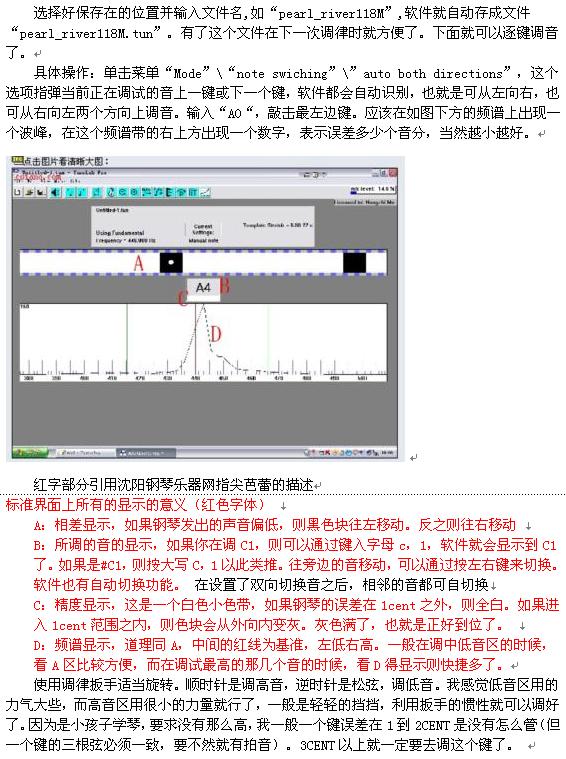 选择好保存在的位置并输入文件名,如“pearl_river118M”,软件就自动存成文件
“pearl_river118M.tun”。有了这个文件在下一次调律时就方便了。下面就可以逐键调音
了。
具体操作: 单击菜单“Mode”\“note swiching”\”auto both directions”, 这个
选项指弹当前正在调试的音上一键或下一个键, 软件都会自动识别, 也就是可从左向右, 也
可从右向左两个方向上调音。输入“A0“, 敲击最左边键。应该在如图下方的频谱上出现一
个波峰, 在这个频谱带的右上方出现一个数字, 表示误差多少个音分, 当然越小越好。
点击图片看清晰大图:
Untitled-1.tun
Using Fundamental
Frequency = 440.000 Hz
Current
Settings:
Manual note
A
B
A4
C
D
红字部分引用沈阳钢琴乐器网指尖芭蕾的描述
标准界面上所有的显示的意义 (红色字体)
A: 相差显示, 如果钢琴发出的声音偏低, 则黑色块往左移动。反之则往右移动
B: 所调的音的显示, 如果你在调 C1, 则可以通过键入字母 c, 1, 软件就会显示到 C1
了。如果是#C1, 则按大写 C, 1 以此类推。往旁边的音移动, 可以通过按左右键来切换。
软件也有自动切换功能。 在设置了双向切换音之后, 相邻的音都可自切换
C: 精度显示, 这是一个白色小色带, 如果钢琴的误差在 1cent 之外, 则全白。如果进
入 1cent 范围之内, 则色块会从外向内变灰。灰色满了, 也就是正好到位了。
D: 频谱显示, 道理同 A, 中间的红线为基准, 左低右高。一般在调中低音区的时候,
看 A 区比较方便, 而在调试最高的那几个音的时候, 看 D 得显示则快捷多了。
使用调律扳手适当旋转。顺时针是调高音, 逆时针是松弦, 调低音。我感觉低音区用的
力气大些, 而高音区用很小的力量就行了, 一般是轻轻的挡挡, 利用扳手的惯性就可以调好
了。因为是小孩子学琴, 要求没有那么高, 我一般一个键误差在 1 到 2CENT 是没有怎么管(但
一个键的三根弦必须一致, 要不然就有拍音) 。3CENT 以上就一定要去调这个键了。